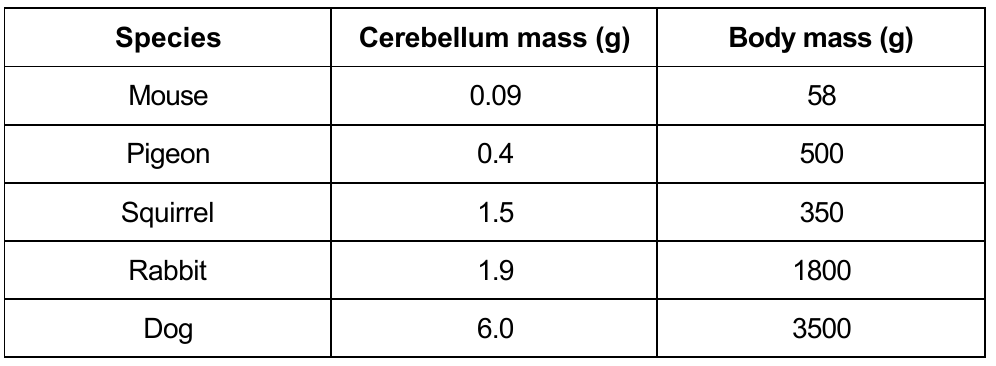 Species Cerebellum mass (g) Body mass (g)
Mouse 0.09 58
Pigeon 0.4 500
Squirrel 1.5 350
Rabbit 1.9 1800
Dog 6.0 3500